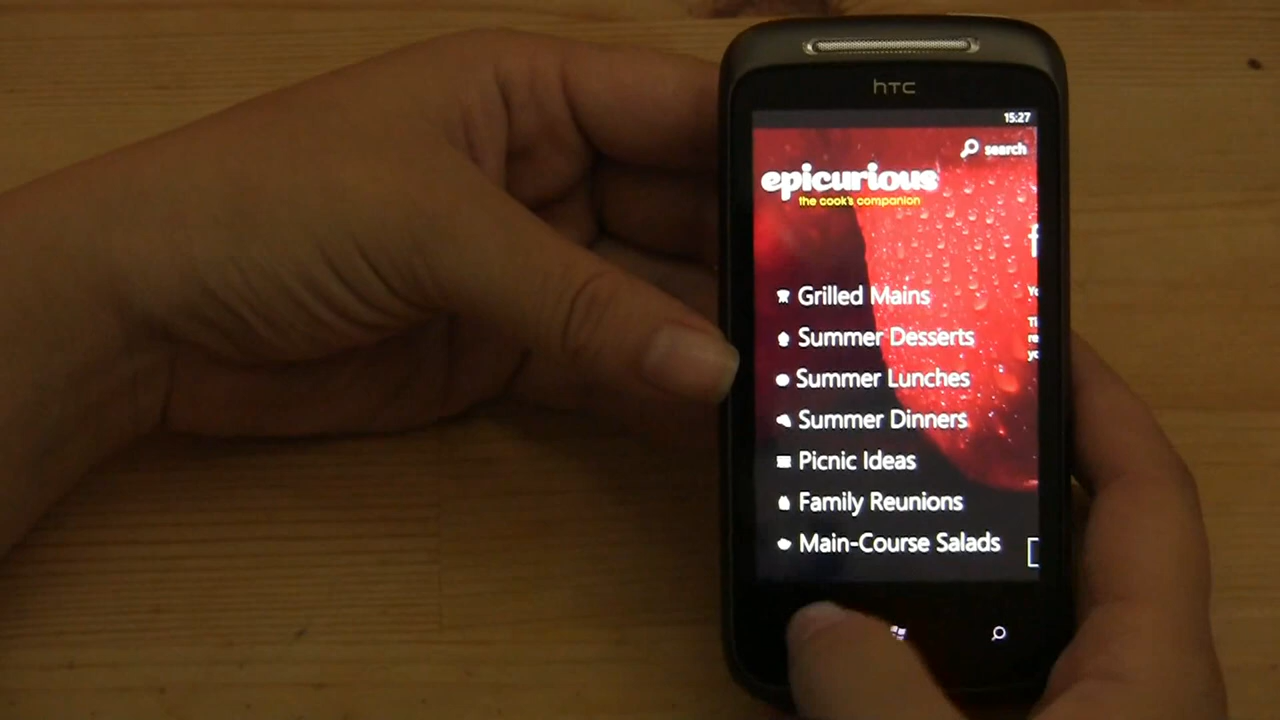 hTC
15:27
search
epicurious
the cook's companion
Grilled Mains
Summer Desserts
Summer Lunches
Summer Dinners
Picnic Ideas
Family Reunions
Main-Course Salads